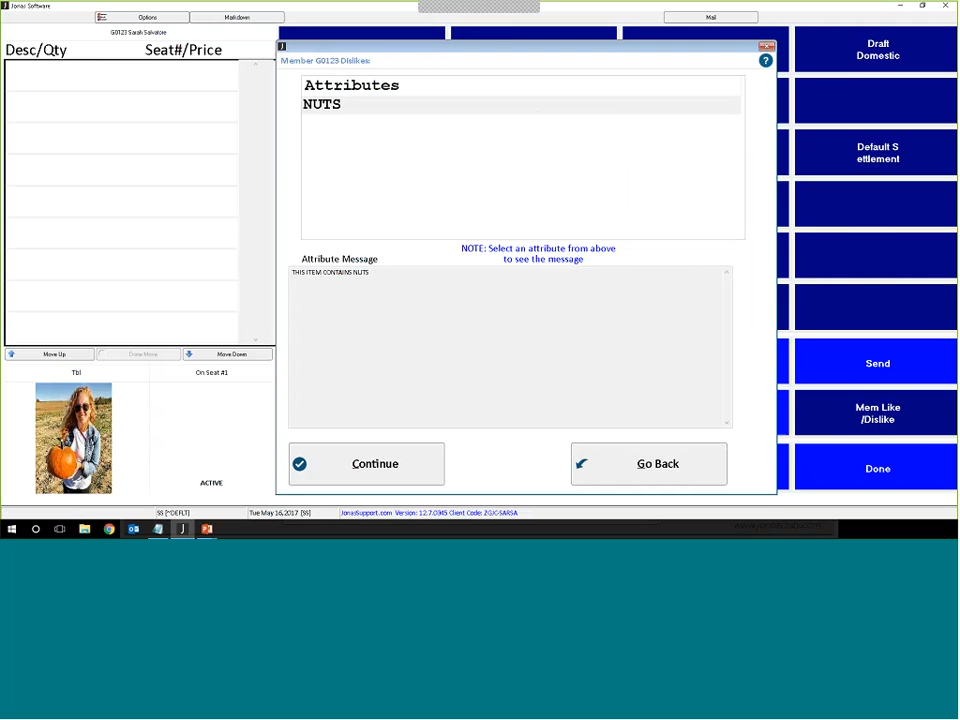 Jonas Software
Options
Markdown
Mail
G0123 Sarah Salvatore
Desc/Qty
Seat#/Price
Member G0123 Dislikes:
?
Attributes
NUTS
NOTE: Select an attribute from above
to see the message
Attribute Message
THIS ITEM CONTAINS NUTS
Continue
Go Back
Draft
Domestic
Default S
ettlement
Send
Mem Like
/Dislike
Done
Move Up
Done Move
Move Down
Tbl
On Seat #1
ACTIVE
SS [^DEFLT]
Tue May 16,2017 [SS]
JonasSupport.com Version: 12.7.0345 Client Code: ZGJC-SARSA